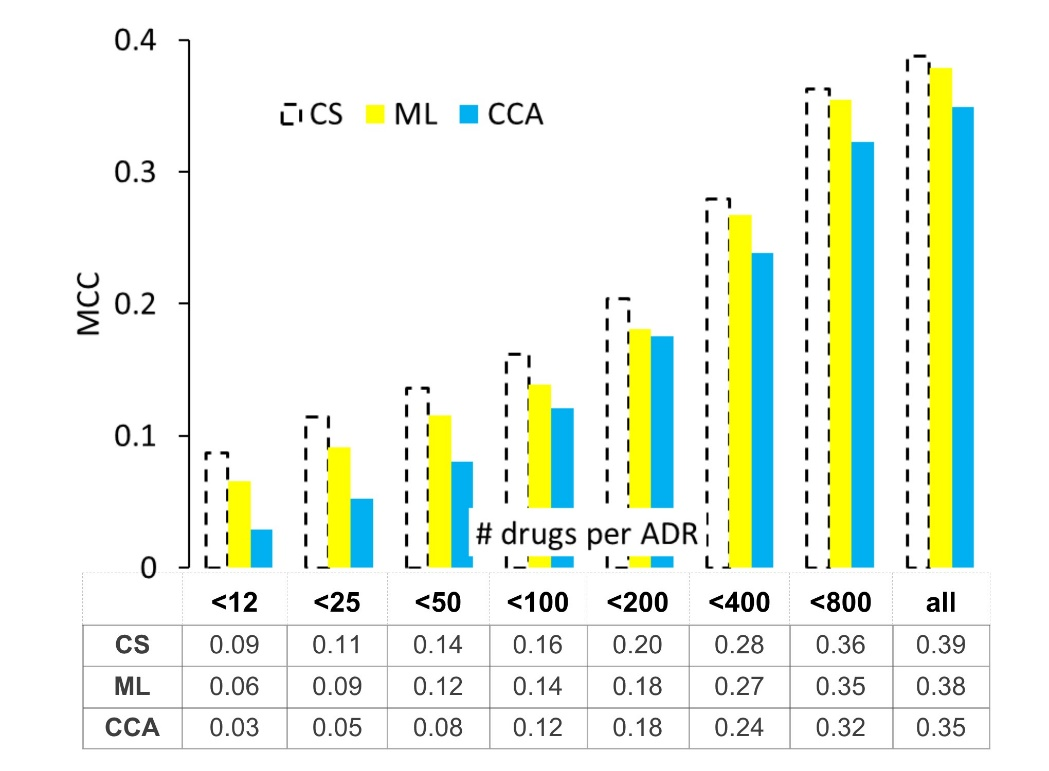 0.4
CS ML CCA
0.3
0.2
MCC
0.1
# drugs per ADR
0
<12 <25 <50 <100 <200 <400 <800 all
CS 0.09 0.11 0.14 0.16 0.20 0.28 0.36 0.39
ML 0.06 0.09 0.12 0.14 0.18 0.27 0.35 0.38
CCA 0.03 0.05 0.08 0.12 0.18 0.24 0.32 0.35